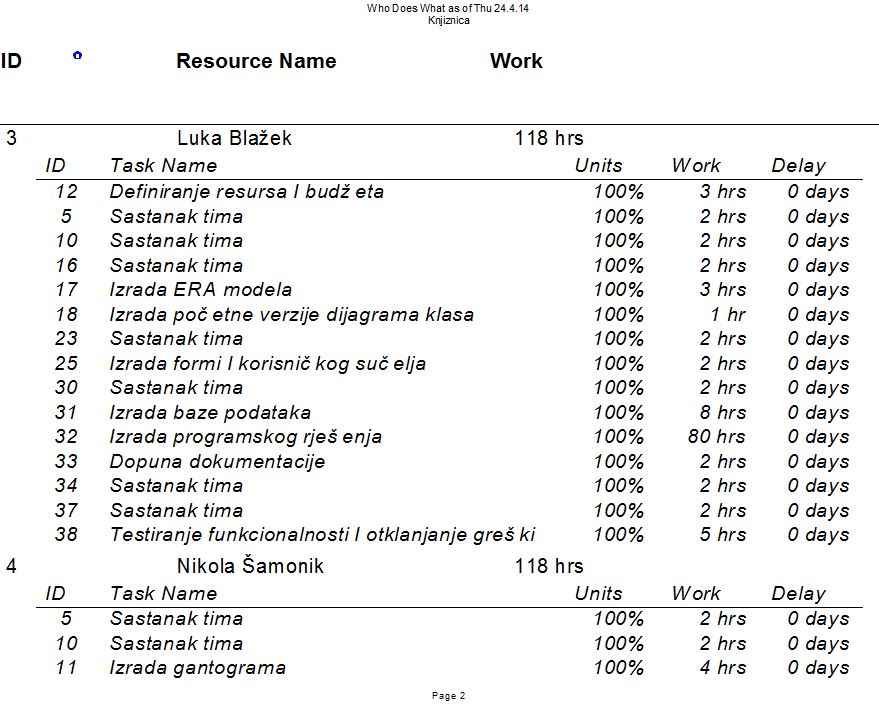 Who Does What as of Thu 24.4.14
Knjiznica
ID Resource Name Work
3 Luka Blažek 118 hrs
ID Task Name Units Work Delay
12 Definiranje resursa I budž eta 100% 3 hrs 0 days
5 Sastanak tima 100% 2 hrs 0 days
10 Sastanak tima 100% 2 hrs 0 days
16 Sastanak tima 100% 2 hrs 0 days
17 Izrada ERA modela 100% 3 hrs 0 days
18 Izrada poč etne verzije dijagrama klasa 100% 1 hr 0 days
23 Sastanak tima 100% 2 hrs 0 days
25 Izrada formi I korisnič kog suč elja 100% 2 hrs 0 days
30 Sastanak tima 100% 2 hrs 0 days
31 Izrada baze podataka 100% 8 hrs 0 days
32 Izrada programskog rješ enja 100% 80 hrs 0 days
33 Dopuna dokumentacije 100% 2 hrs 0 days
34 Sastanak tima 100% 2 hrs 0 days
37 Sastanak tima 100% 2 hrs 0 days
38 Testiranje funkcionalnosti I otklanjanje greš ki 100% 5 hrs 0 days
4 Nikola Šamonik 118 hrs
ID Task Name Units Work Delay
5 Sastanak tima 100% 2 hrs 0 days
10 Sastanak tima 100% 2 hrs 0 days
11 Izrada gantograma 100% 4 hrs 0 days
Page 2